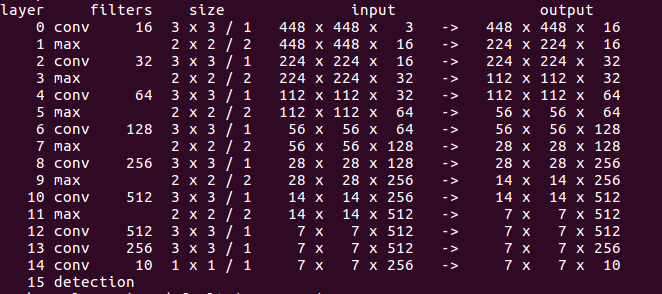 layer     filters    size              input                output
    0 conv     16  3 x 3 / 1   448 x 448 x   3   ->   448 x 448 x  16
    1 max          2 x 2 / 2   448 x 448 x  16   ->   224 x 224 x  16
    2 conv     32  3 x 3 / 1   224 x 224 x  16   ->   224 x 224 x  32
    3 max          2 x 2 / 2   224 x 224 x  32   ->   112 x 112 x  32
    4 conv     64  3 x 3 / 1   112 x 112 x  32   ->   112 x 112 x  64
    5 max          2 x 2 / 2   112 x 112 x  64   ->    56 x  56 x  64
    6 conv    128  3 x 3 / 1    56 x  56 x  64   ->    56 x  56 x 128
    7 max          2 x 2 / 2    56 x  56 x 128   ->    28 x  28 x 128
    8 conv    256  3 x 3 / 1    28 x  28 x 128   ->    28 x  28 x 256
    9 max          2 x 2 / 2    28 x  28 x 256   ->    14 x  14 x 256
   10 conv    512  3 x 3 / 1    14 x  14 x 256   ->    14 x  14 x 512
   11 max          2 x 2 / 2    14 x  14 x 512   ->     7 x   7 x 512
   12 conv    512  3 x 3 / 1     7 x   7 x 512   ->     7 x   7 x 512
   13 conv    256  3 x 3 / 1     7 x   7 x 512   ->     7 x   7 x 256
   14 conv     10  1 x 1 / 1     7 x   7 x 256   ->     7 x   7 x  10
   15 detection